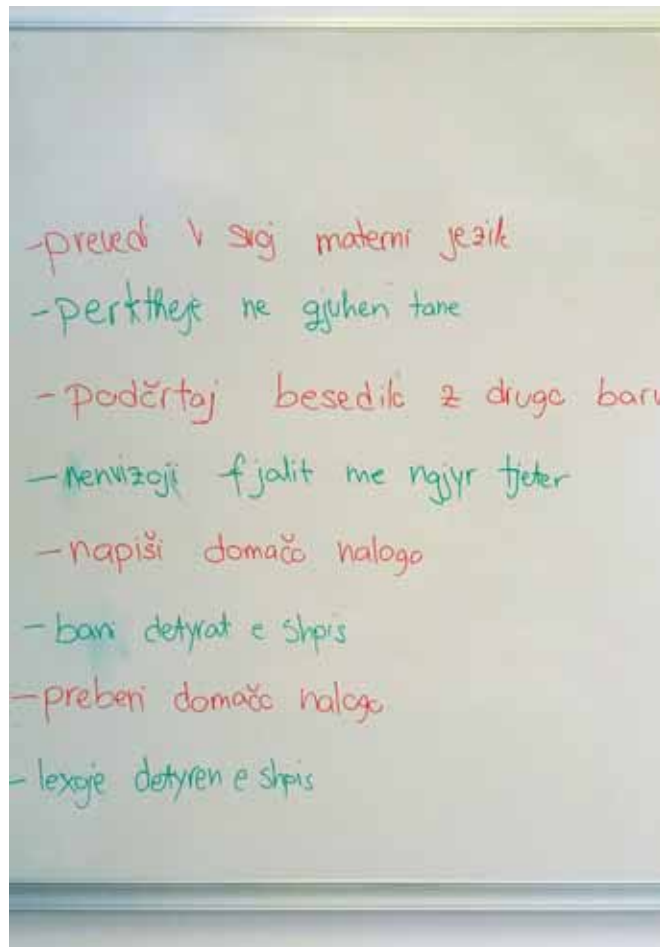 -prevedi v svoj materni jezik
-perktheje ne gjuhen tane
-podčrtaj besedilo z drugo barv
-nenvizoji fjalit me ngjyr tjeter
-napiši domačo nalogo
-bani detyrat e shpis
-preberi domačo nalogo
-lexoje detyren e shpis